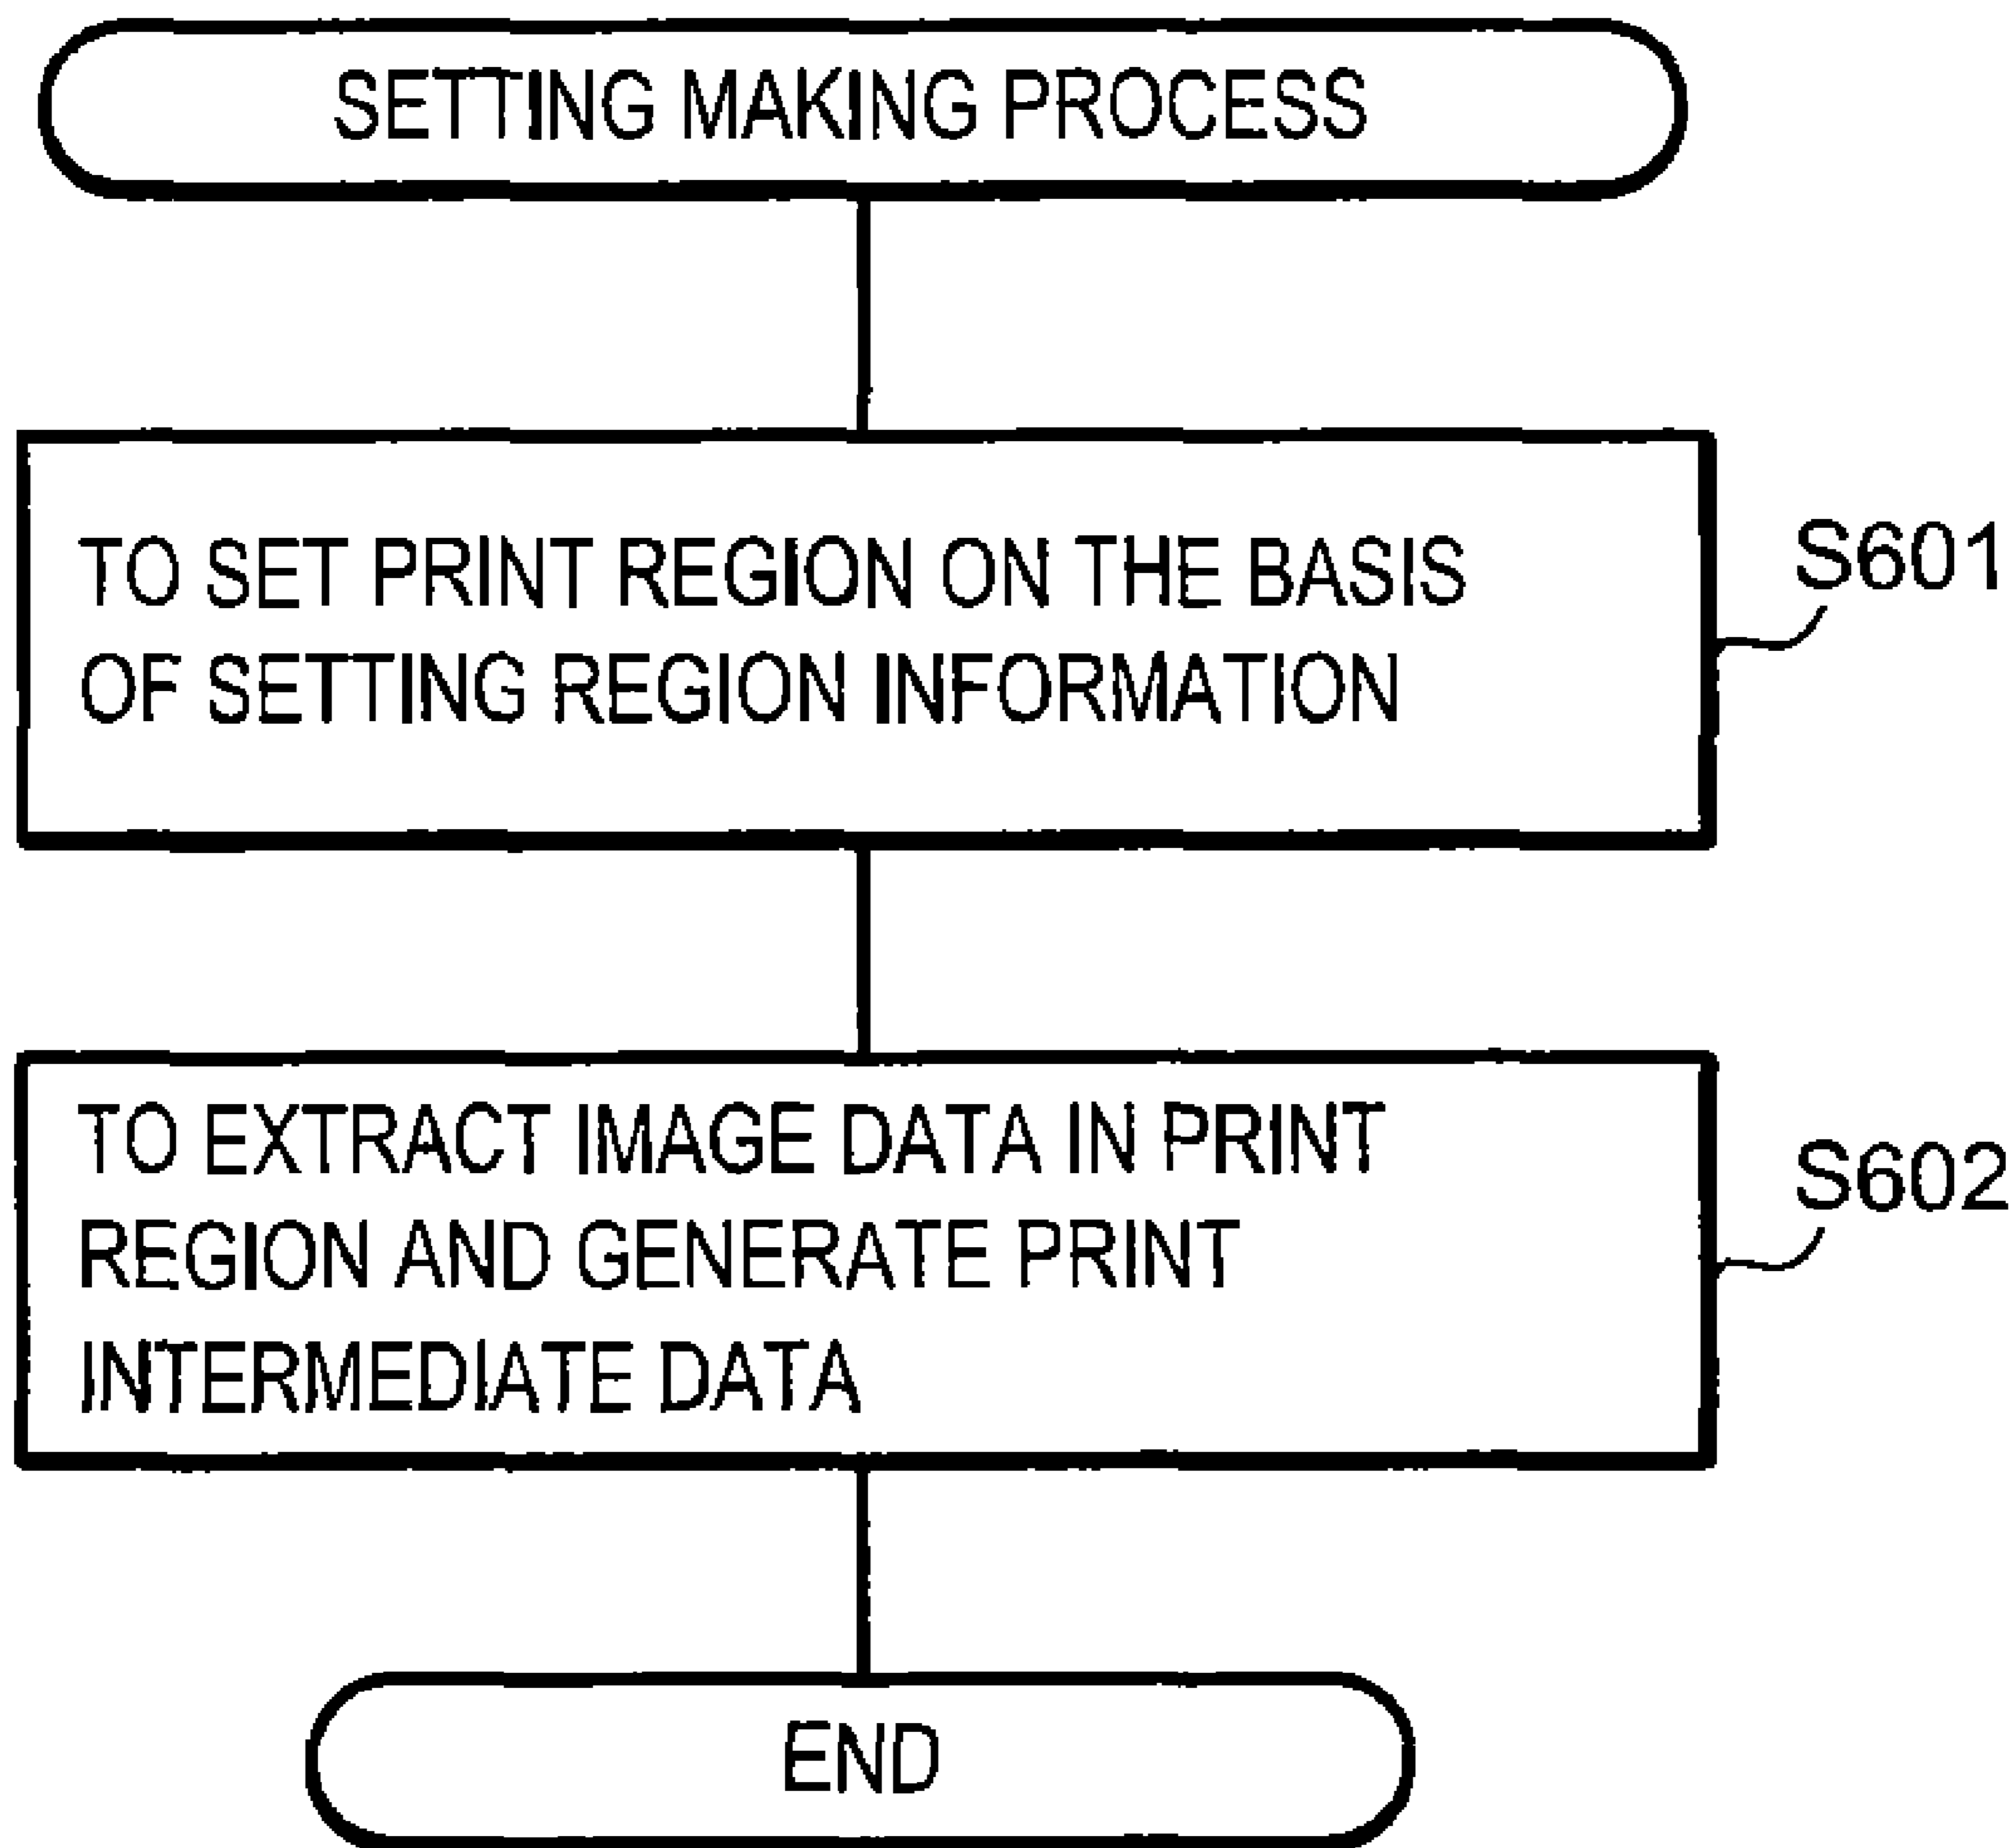 SETTING MAKING PROCESS
TO SET PRINT REGION ON THE BASIS
OF SETTING REGION INFORMATION
S601
TO EXTRACT IMAGE DATA IN PRINT
REGION AND GENERATE PRINT
INTERMEDIATE DATA
S602
END